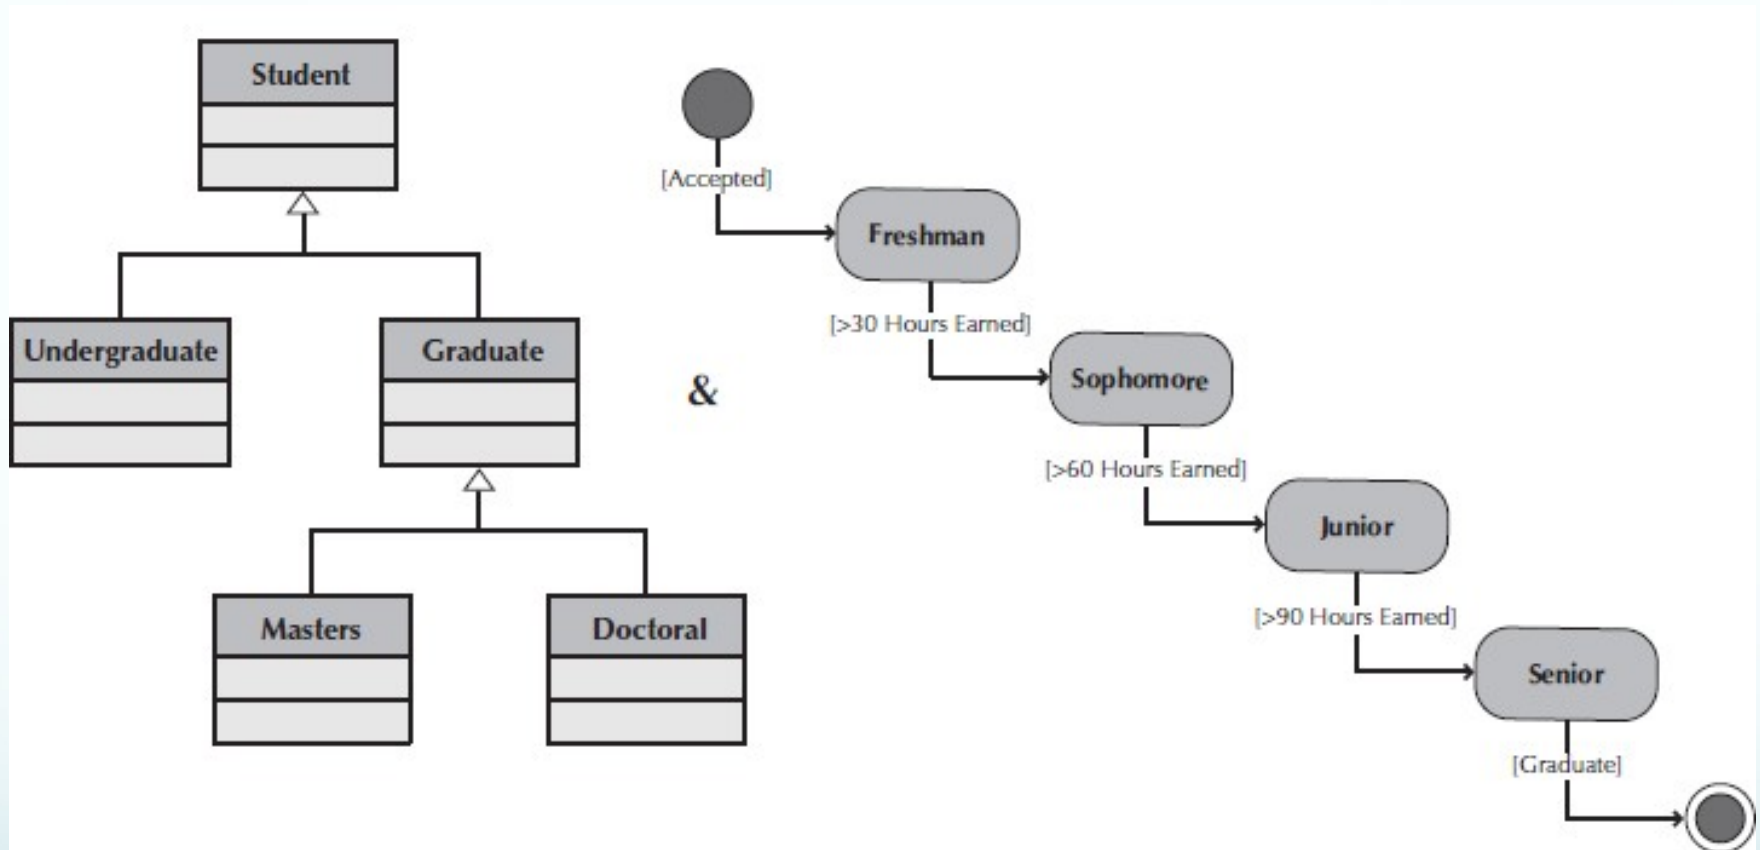 Student
Undergraduate
Graduate
Masters
Doctoral
&
[Accepted]
Freshman
[>30 Hours Earned]
Sophomore
[>60 Hours Earned]
Junior
[>90 Hours Earned]
Senior
[Graduate]